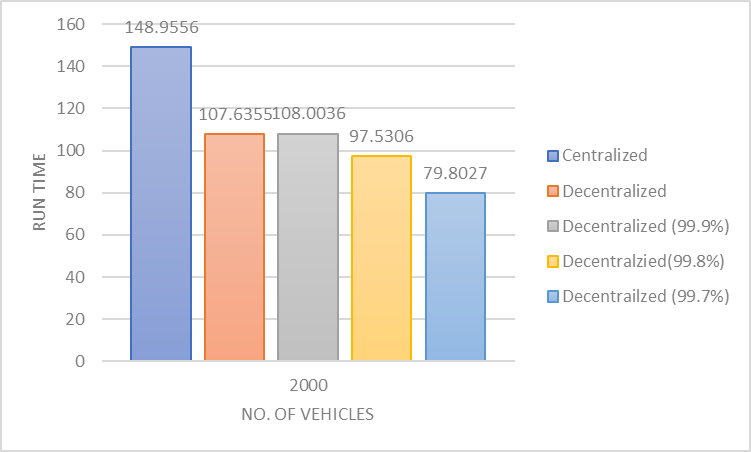 160
140
120
100
80
60
40
20
0
RUN TIME
148.9556
107.6355
108.0036
97.5306
79.8027
2000
NO. OF VEHICLES
Centralized
Decentralized
Decentralized (99.9%)
Decentralzied(99.8%)
Decentrailzed (99.7%)